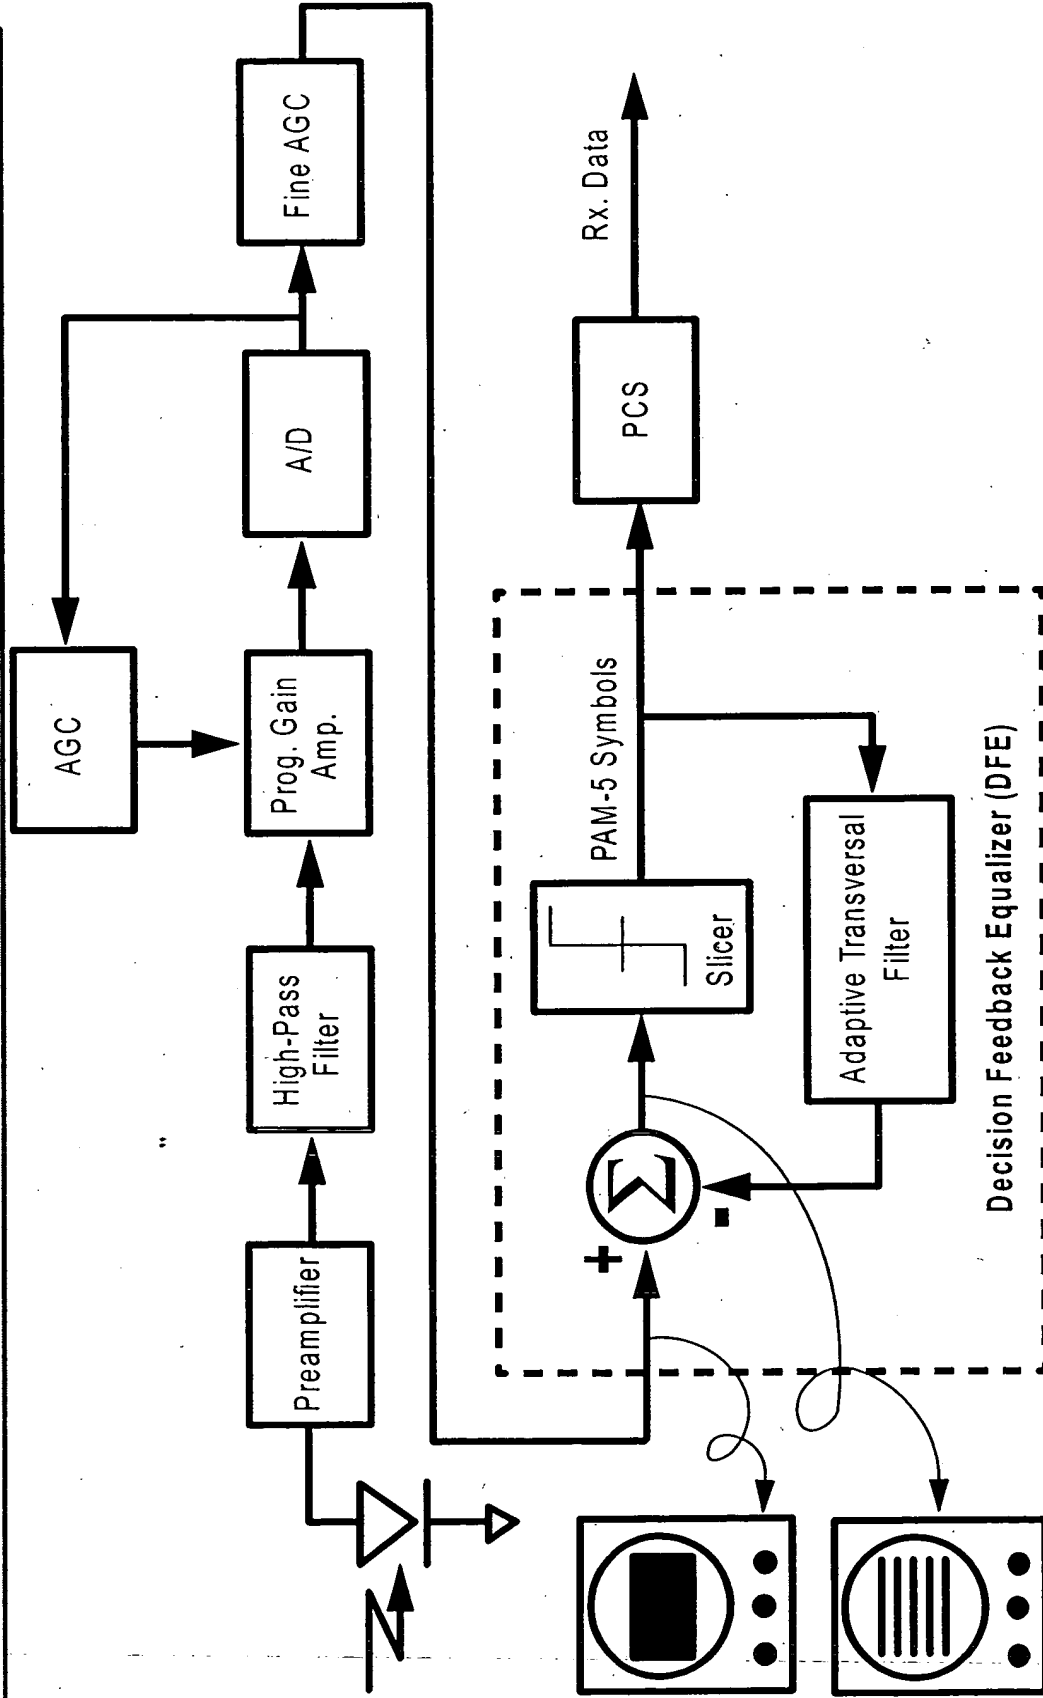 AGC
Preamplifier
High-Pass
Filter
Prog. Gain
Amp.
A/D
Fine AGC
+
-
Σ
Slicer
PAM-5 Symbols
PCS
Rx. Data
Adaptive Transversal
Filter
Decision Feedback Equalizer (DFE)